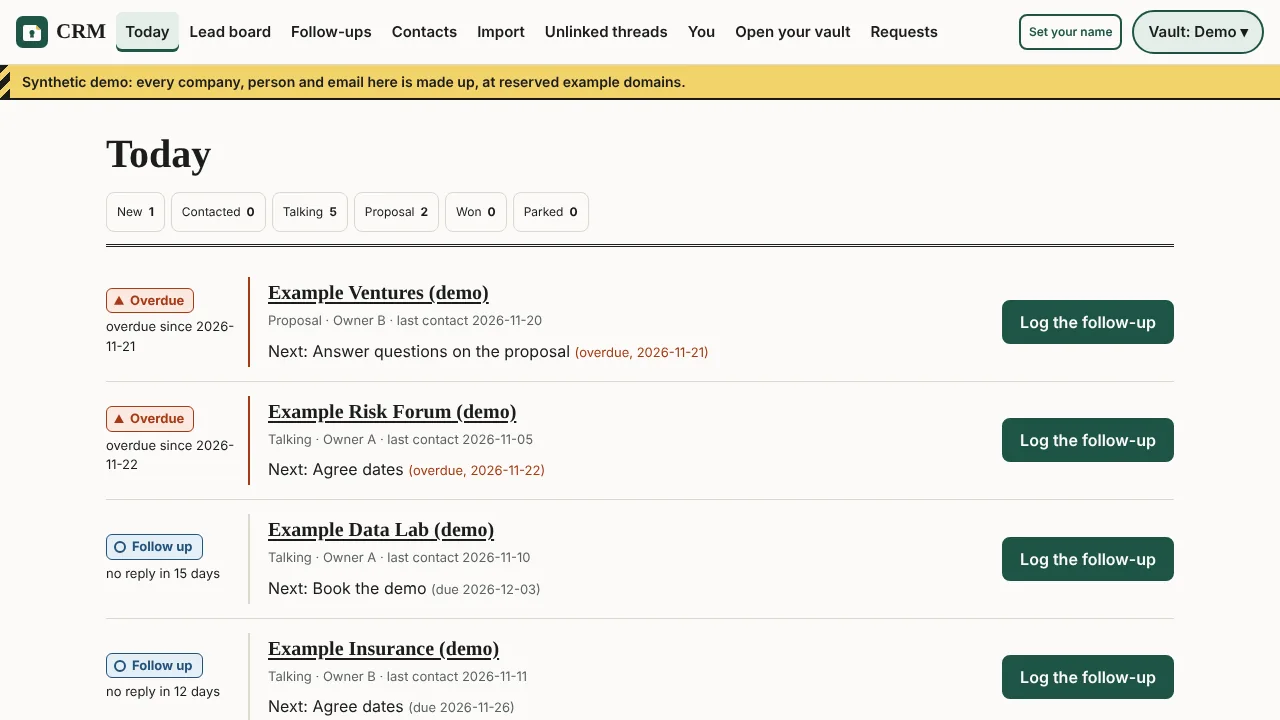 CRM
Today
Lead board
Follow-ups
Contacts
Import
Unlinked threads
You
Open your vault
Requests
Set your name
Vault: Demo ▾
Synthetic demo: every company, person and email here is made up, at reserved example domains.
Today
New 1
Contacted 0
Talking 5
Proposal 2
Won 0
Parked 0
▲ Overdue
overdue since 2026-
11-21
Example Ventures (demo)
Proposal · Owner B · last contact 2026-11-20
Next: Answer questions on the proposal (overdue, 2026-11-21)
Log the follow-up
▲ Overdue
overdue since 2026-
11-22
Example Risk Forum (demo)
Talking · Owner A · last contact 2026-11-05
Next: Agree dates (overdue, 2026-11-22)
Log the follow-up
Follow up
no reply in 15 days
Example Data Lab (demo)
Talking · Owner A · last contact 2026-11-10
Next: Book the demo (due 2026-12-03)
Log the follow-up
Follow up
no reply in 12 days
Example Insurance (demo)
Talking · Owner B · last contact 2026-11-11
Next: Agree dates (due 2026-11-26)
Log the follow-up